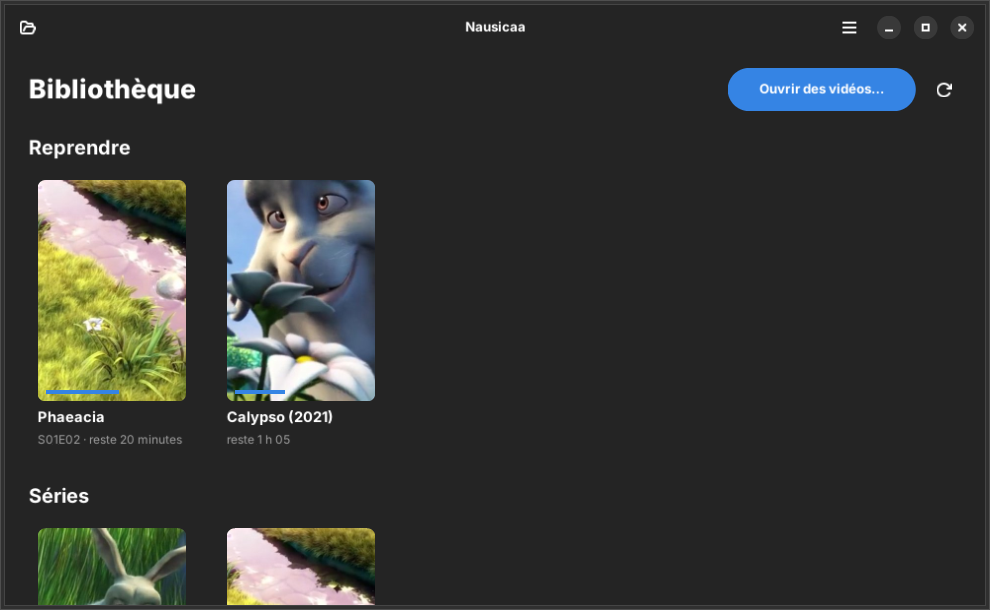 Nausicaa
Bibliothèque
Ouvrir des vidéos...
Reprendre
Phaeacia
S01E02 · reste 20 minutes
Calypso (2021)
reste 1 h 05
Séries